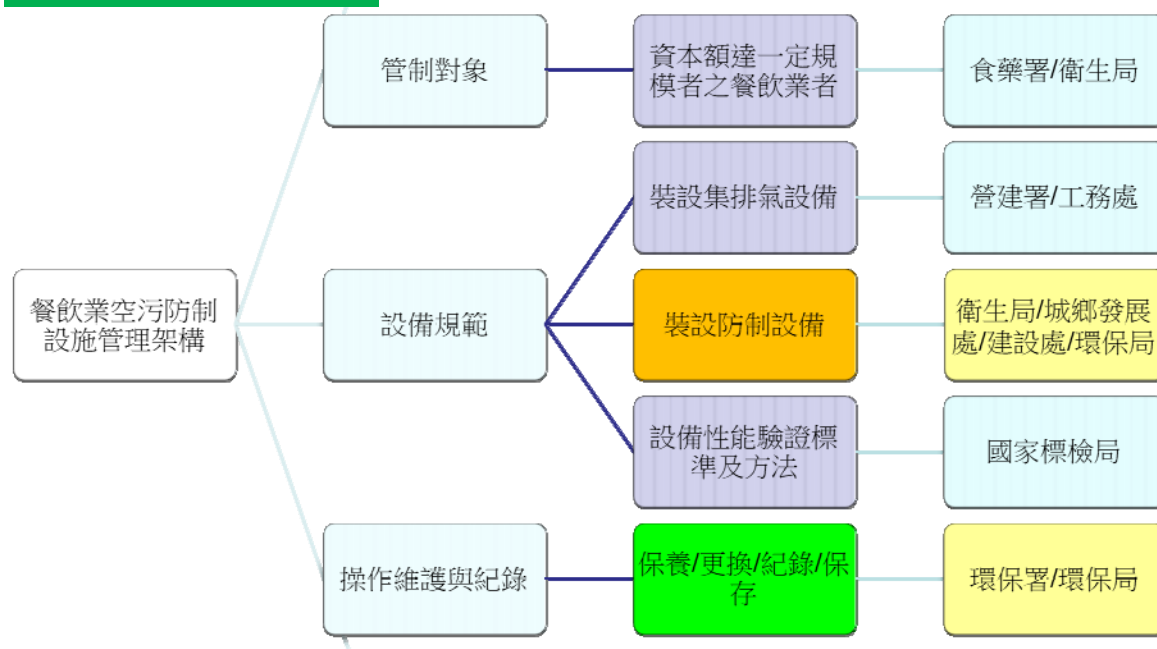 管制對象
資本額達一定規
模者之餐飲業者
食藥署/衛生局
裝設集排氣設備
營建署/工務處
餐飲業空污防制
設施管理架構
設備規範
裝設防制設備
衛生局/城鄉發展
處/建設處/環保局
設備性能驗證標
準及方法
國家標檢局
操作維護與紀錄
保養/更換/紀錄/保
存
環保署/環保局